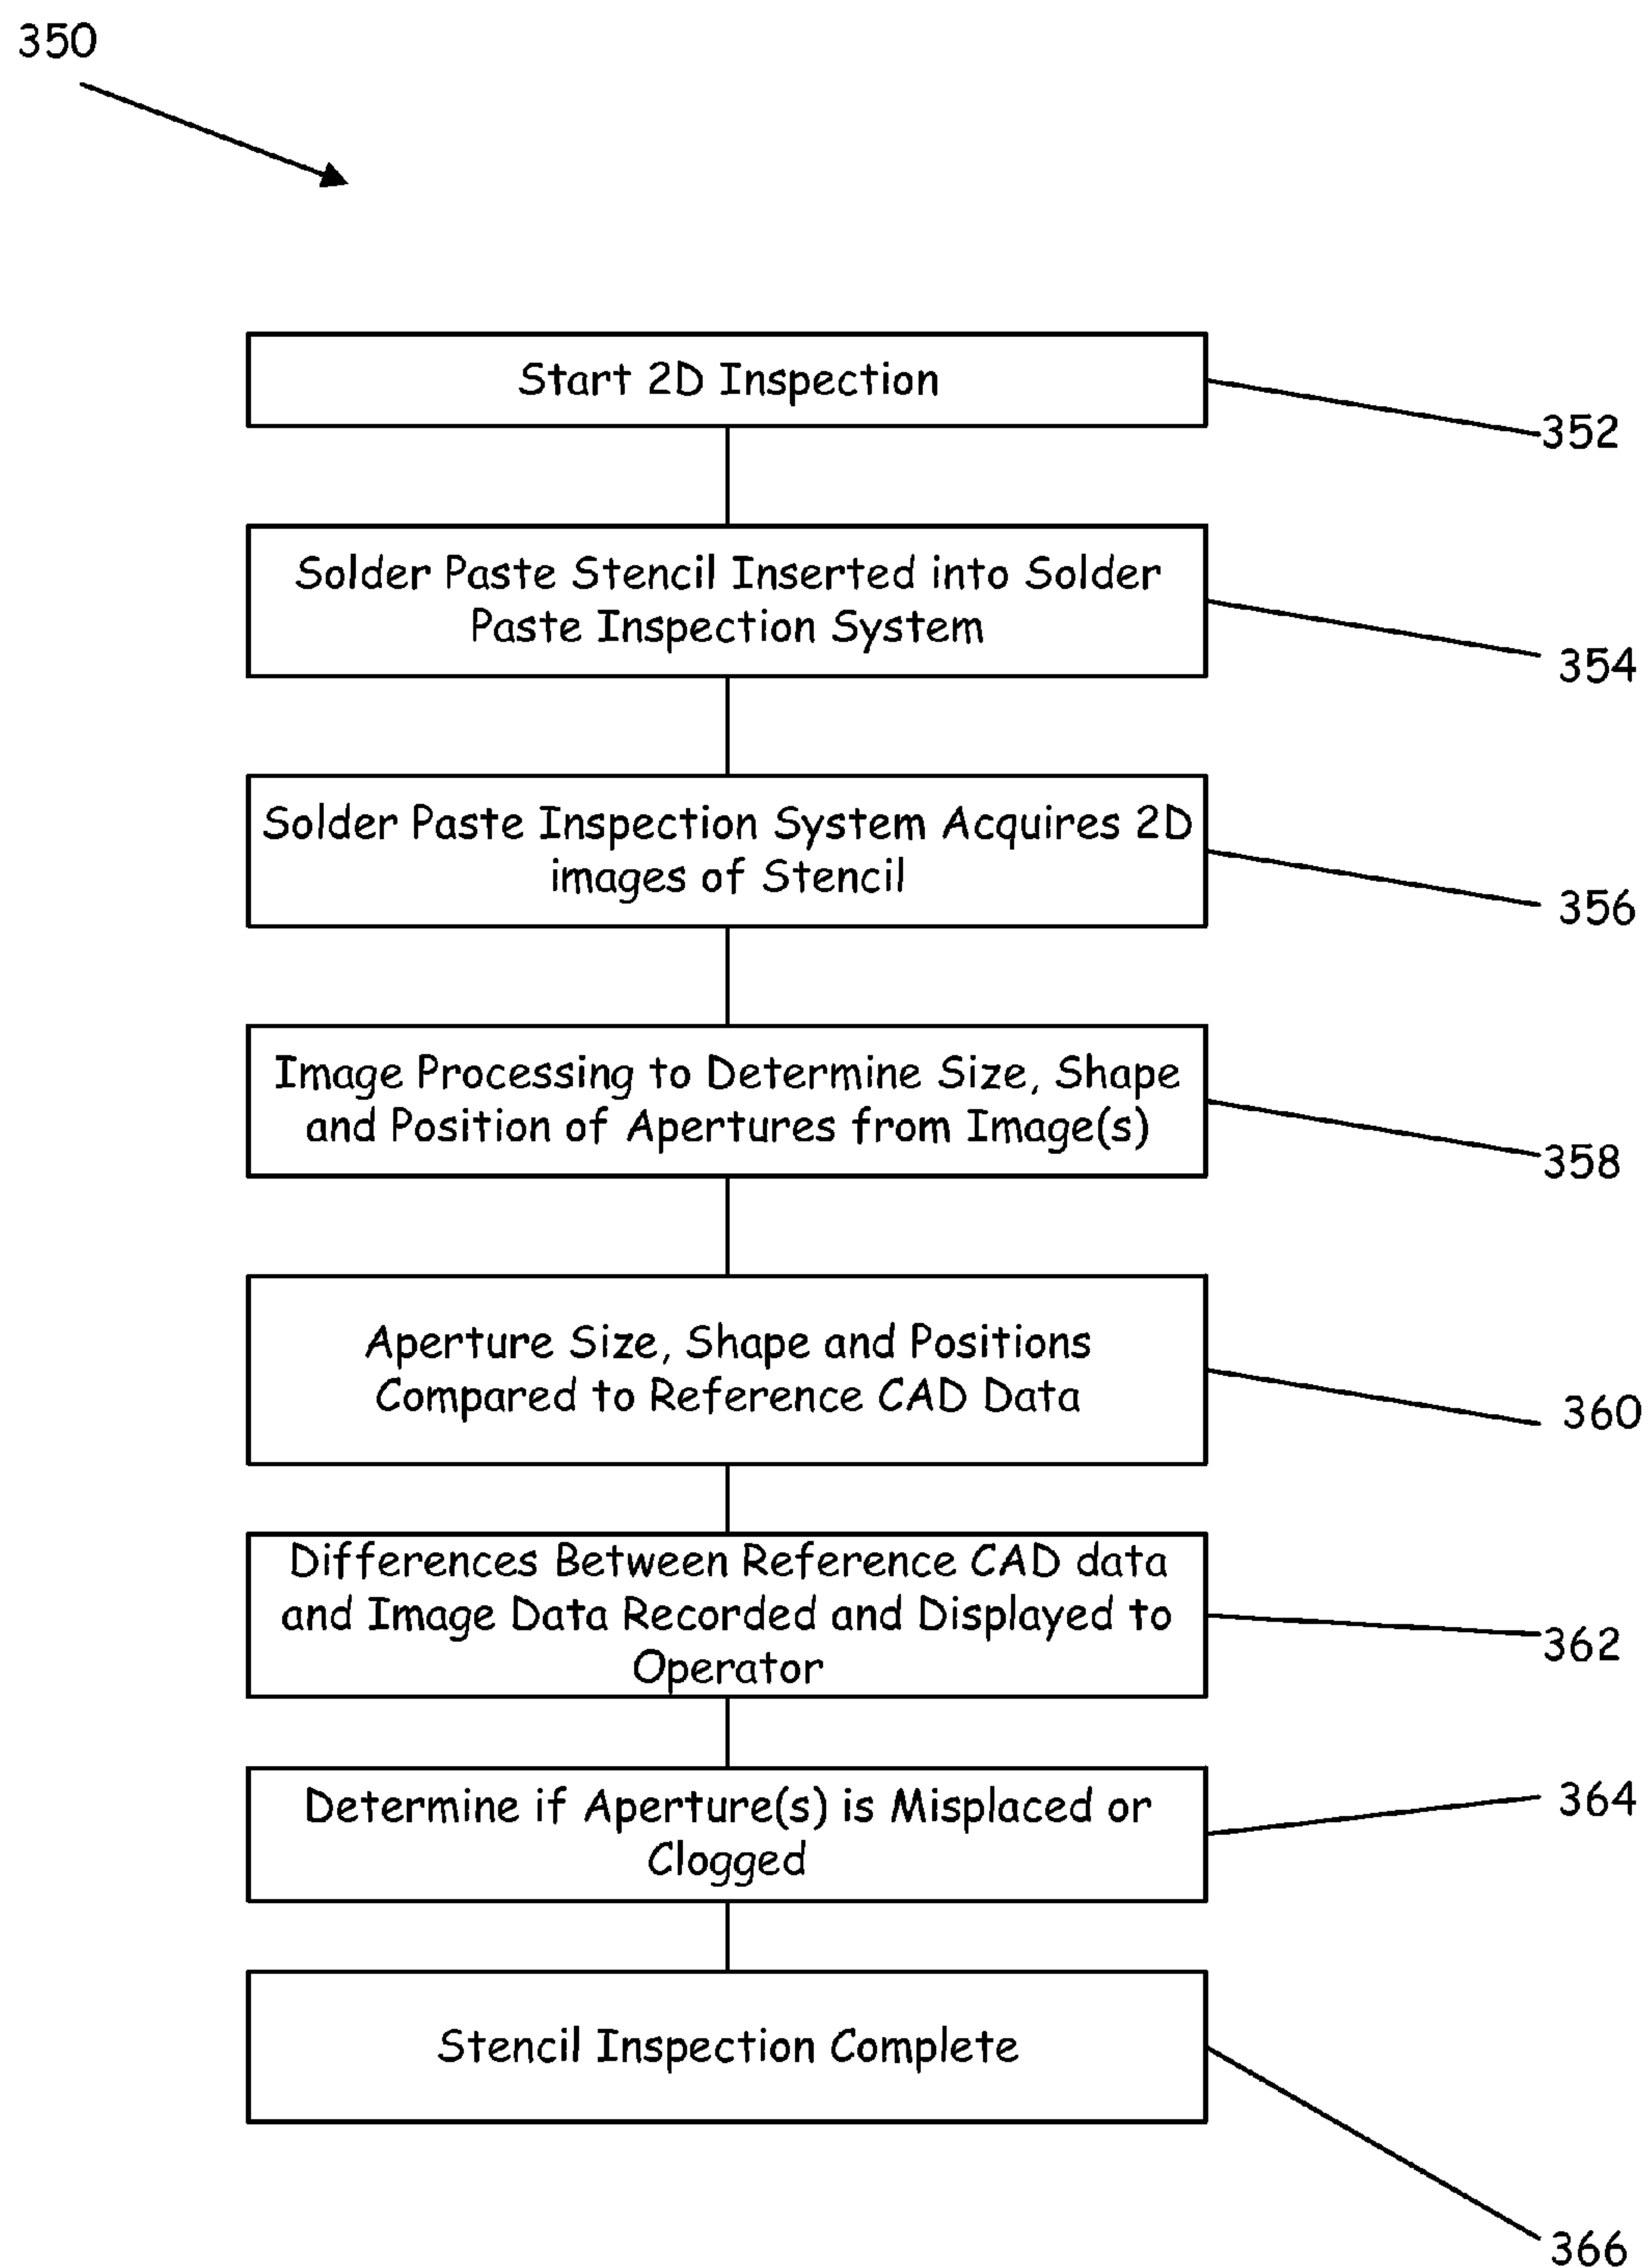 350
Start 2D Inspection
352
Solder Paste Stencil Inserted into Solder
Paste Inspection System
354
Solder Paste Inspection System Acquires 2D
images of Stencil
356
Image Processing to Determine Size, Shape
and Position of Apertures from Image(s)
358
Aperture Size, Shape and Positions
Compared to Reference CAD Data
360
Differences Between Reference CAD data
and Image Data Recorded and Displayed to
Operator
362
Determine if Aperture(s) is Misplaced or
Clogged
364
Stencil Inspection Complete
366